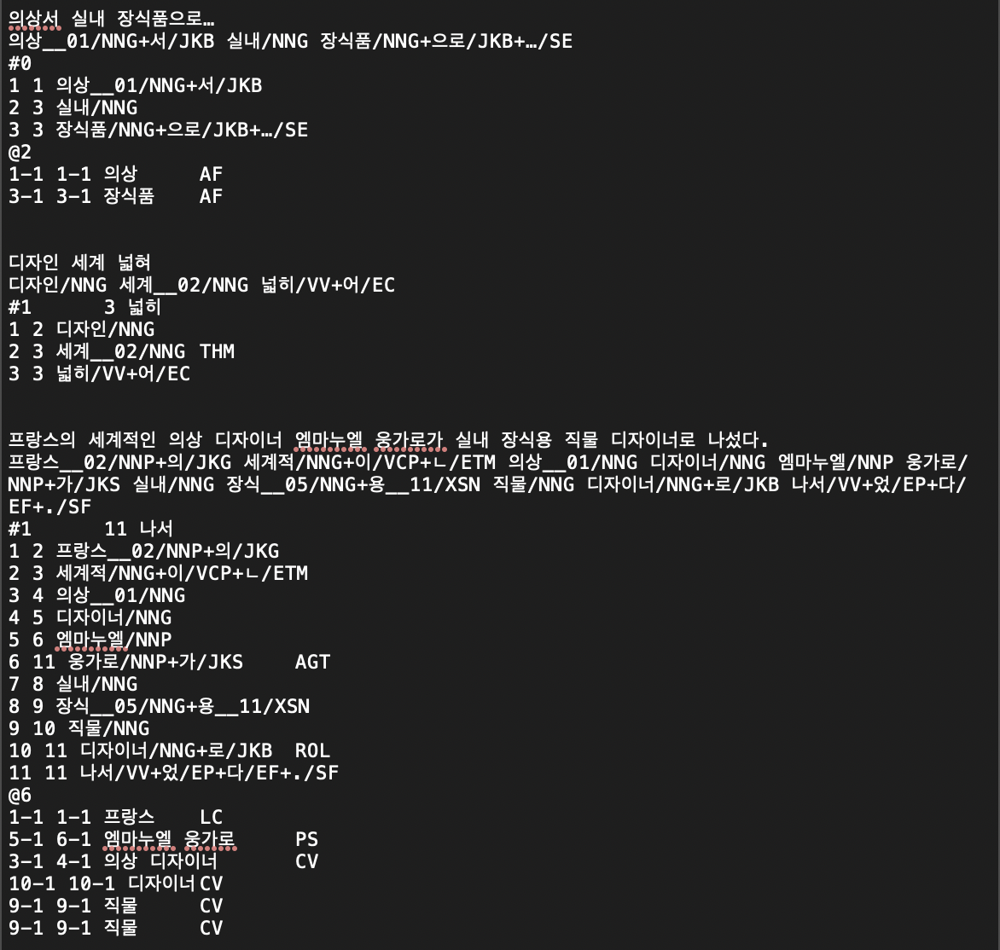 의상서 실내 장식품으로…
의상__01/NNG+서/JKB 실내/NNG 장식품/NNG+으로/JKB+…/SE
#0
1 1 의상__01/NNG+서/JKB
2 3 실내/NNG
3 3 장식품/NNG+으로/JKB+…/SE
@2
1-1 1-1 의상 AF
3-1 3-1 장식품 AF
디자인 세계 넓혀
디자인/NNG 세계__02/NNG 넓히/VV+어/EC
#1 3 넓히
1 2 디자인/NNG
2 3 세계__02/NNG THM
3 3 넓히/VV+어/EC
프랑스의 세계적인 의상 디자이너 엠마누엘 웅가로가 실내 장식용 직물 디자이너로 나섰다.
프랑스__02/NNP+의/JKG 세계적/NNG+이/VCP+ㄴ/ETM 의상__01/NNG 디자이너/NNG 엠마누엘/NNP 웅가로/
NNP+가/JKS 실내/NNG 장식__05/NNG+용__11/XSN 직물/NNG 디자이너/NNG+로/JKB 나서/VV+었/EP+다/
EF+./SF
#1 11 나서
1 2 프랑스__02/NNP+의/JKG
2 3 세계적/NNG+이/VCP+ㄴ/ETM
3 4 의상__01/NNG
4 5 디자이너/NNG
5 6 엠마누엘/NNP
6 11 웅가로/NNP+가/JKS AGT
7 8 실내/NNG
8 9 장식__05/NNG+용__11/XSN
9 10 직물/NNG
10 11 디자이너/NNG+로/JKB ROL
11 11 나서/VV+었/EP+다/EF+./SF
@6
1-1 1-1 프랑스 LC
5-1 6-1 엠마누엘 웅가로 PS
3-1 4-1 의상 디자이너 CV
10-1 10-1 디자이너 CV
9-1 9-1 직물 CV
9-1 9-1 직물 CV